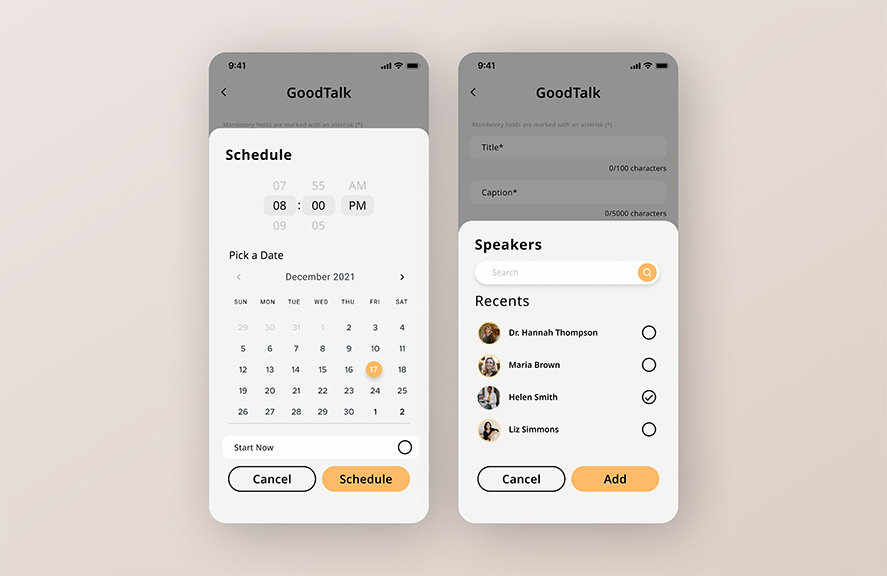 9:41
GoodTalk
Mandatory fields are marked with an asterisk (*)
Schedule
07 55 AM
08 : 00 PM
09 05
Pick a Date
December 2021
SUN MON TUE WED THU FRI SAT
29 30 31 1 2 3 4
5 6 7 8 9 10 11
12 13 14 15 16 17 18
19 20 21 22 23 24 25
26 27 28 29 30 1 2
Start Now
Cancel Schedule
9:41
GoodTalk
Mandatory fields are marked with an asterisk (*)
Title*
0/100 characters
Caption*
0/5000 characters
Speakers
Search
Recents
Dr. Hannah Thompson
Maria Brown
Helen Smith
Liz Simmons
Cancel Add